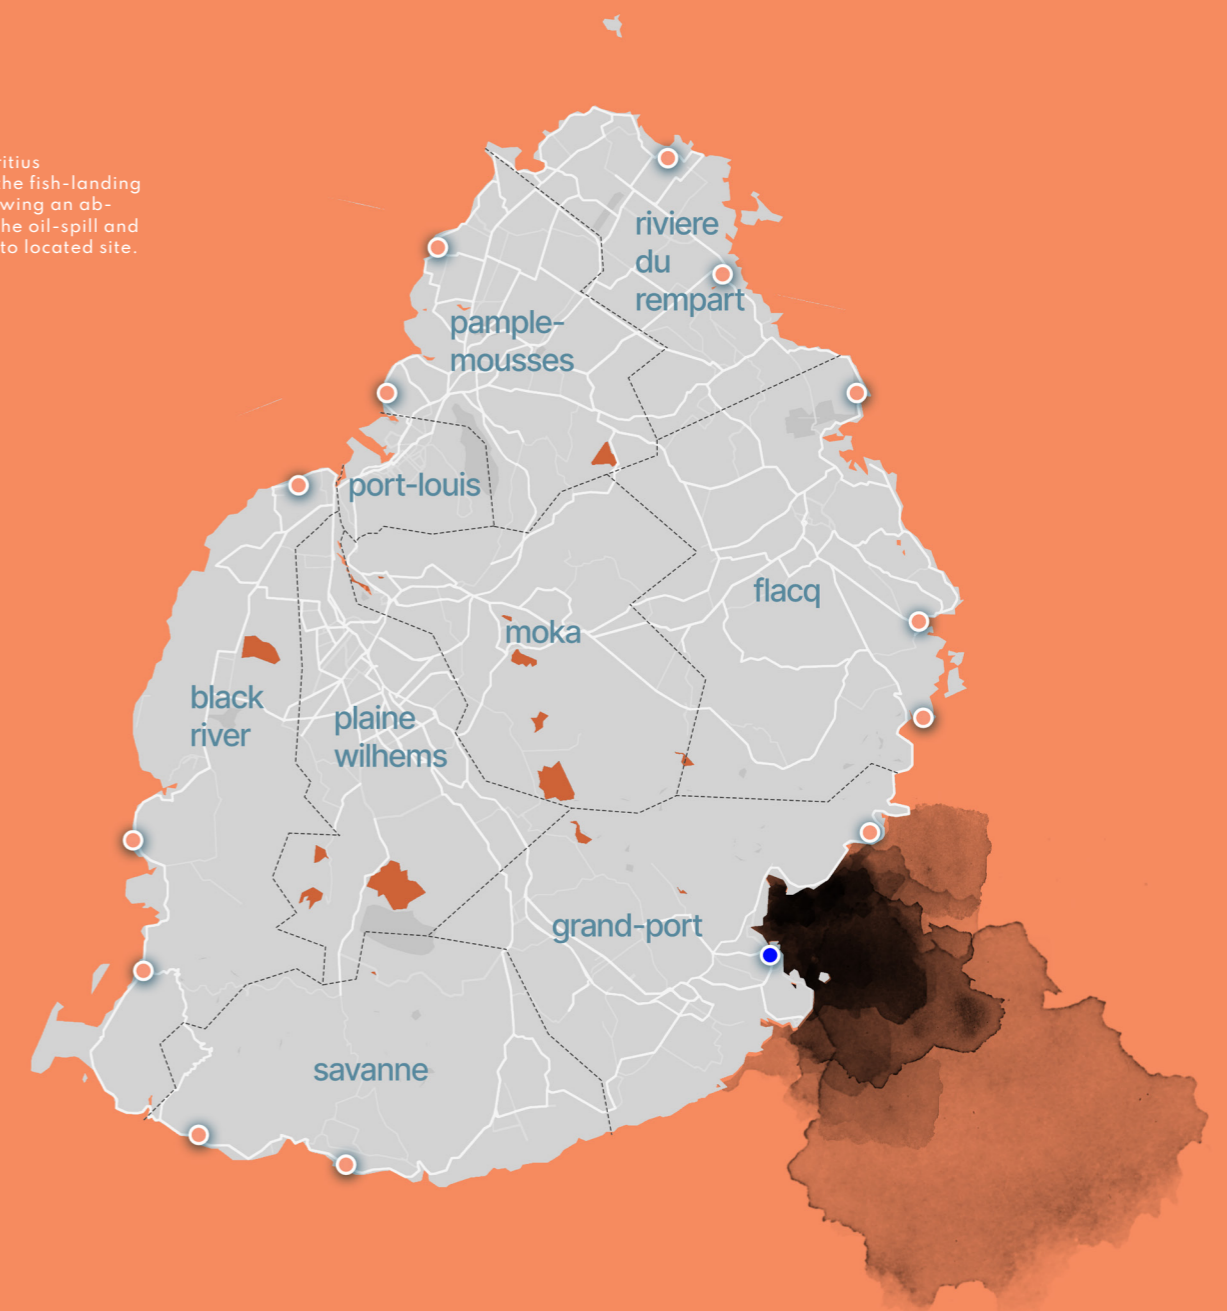 ritius
he fish-landing
wing an ab-
he oil-spill and
to located site.
riviere
du
rempart
pample-
mousses
port-louis
flacq
moka
black
river
plaine
wilhems
grand-port
savanne